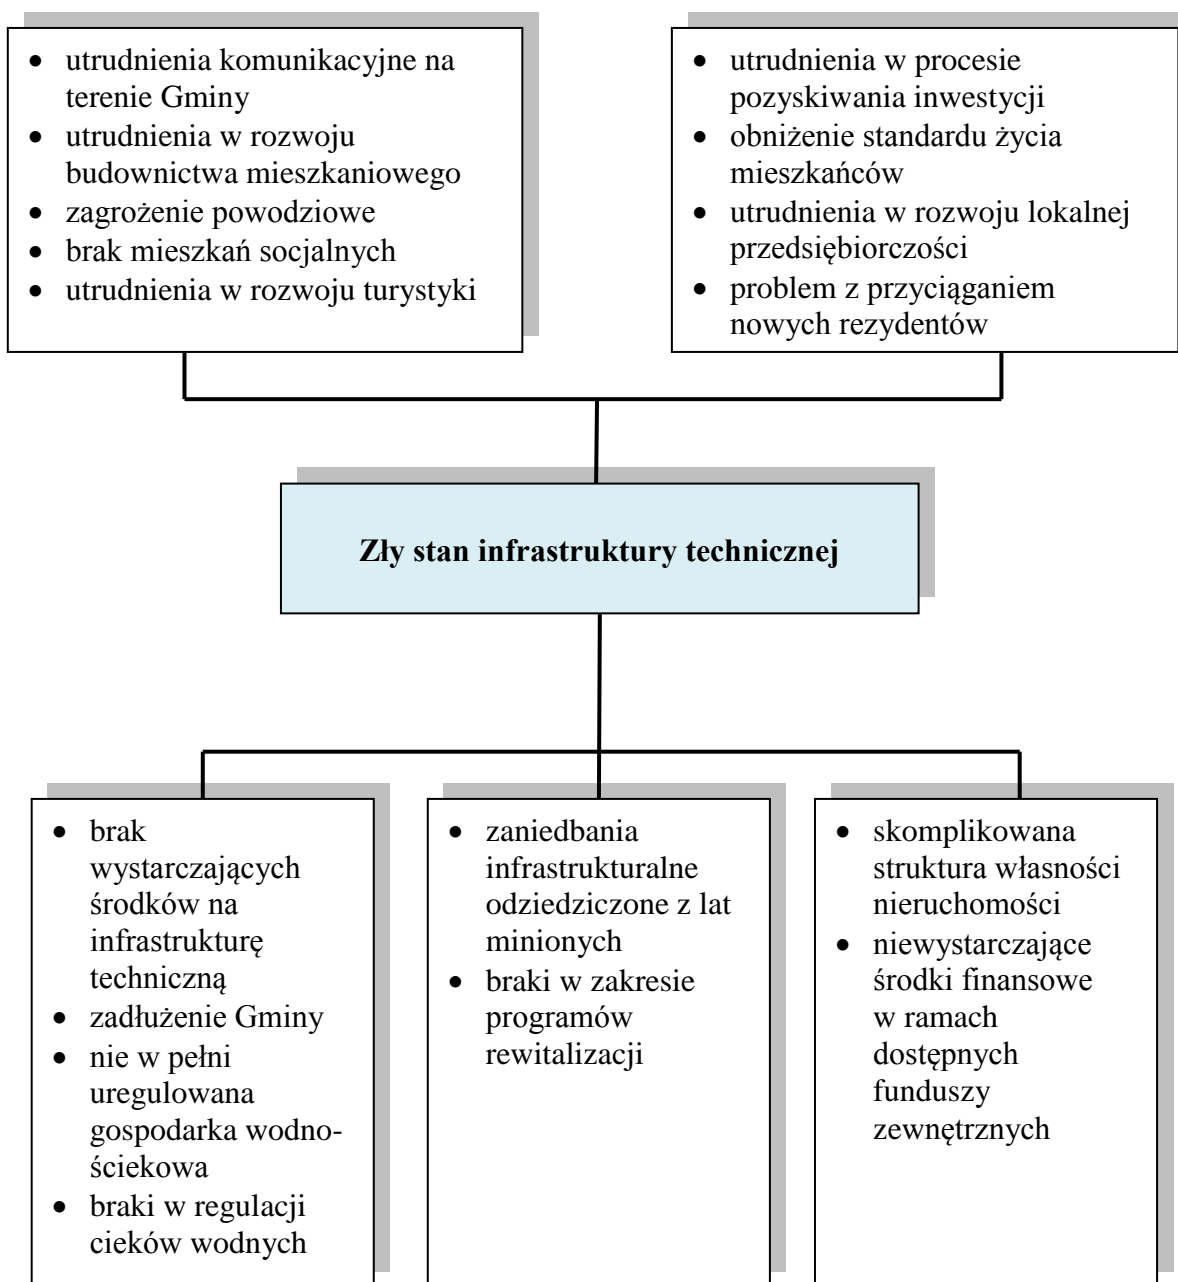 • utrudnienia komunikacyjne na
terenie Gminy
• utrudnienia w rozwoju
budownictwa mieszkaniowego
• zagrożenie powodziowe
• brak mieszkań socjalnych
• utrudnienia w rozwoju turystyki
• utrudnienia w procesie
pozyskiwania inwestycji
• obniżenie standardu życia
mieszkańców
• utrudnienia w rozwoju lokalnej
przedsiębiorczości
• problem z przyciąganiem
nowych rezydentów
Zły stan infrastruktury technicznej
• brak
wystarczających
środków na
infrastrukturę
techniczną
• zadłużenie Gminy
• nie w pełni
uregulowana
gospodarka wodno-
ściekowa
• braki w regulacji
cieków wodnych
• zaniedbania
infrastrukturalne
odziedziczone z lat
minionych
• braki w zakresie
programów
rewitalizacji
• skomplikowana
struktura własności
nieruchomości
• niewystarczające
środki finansowe
w ramach
dostępnych
funduszy
zewnętrznych